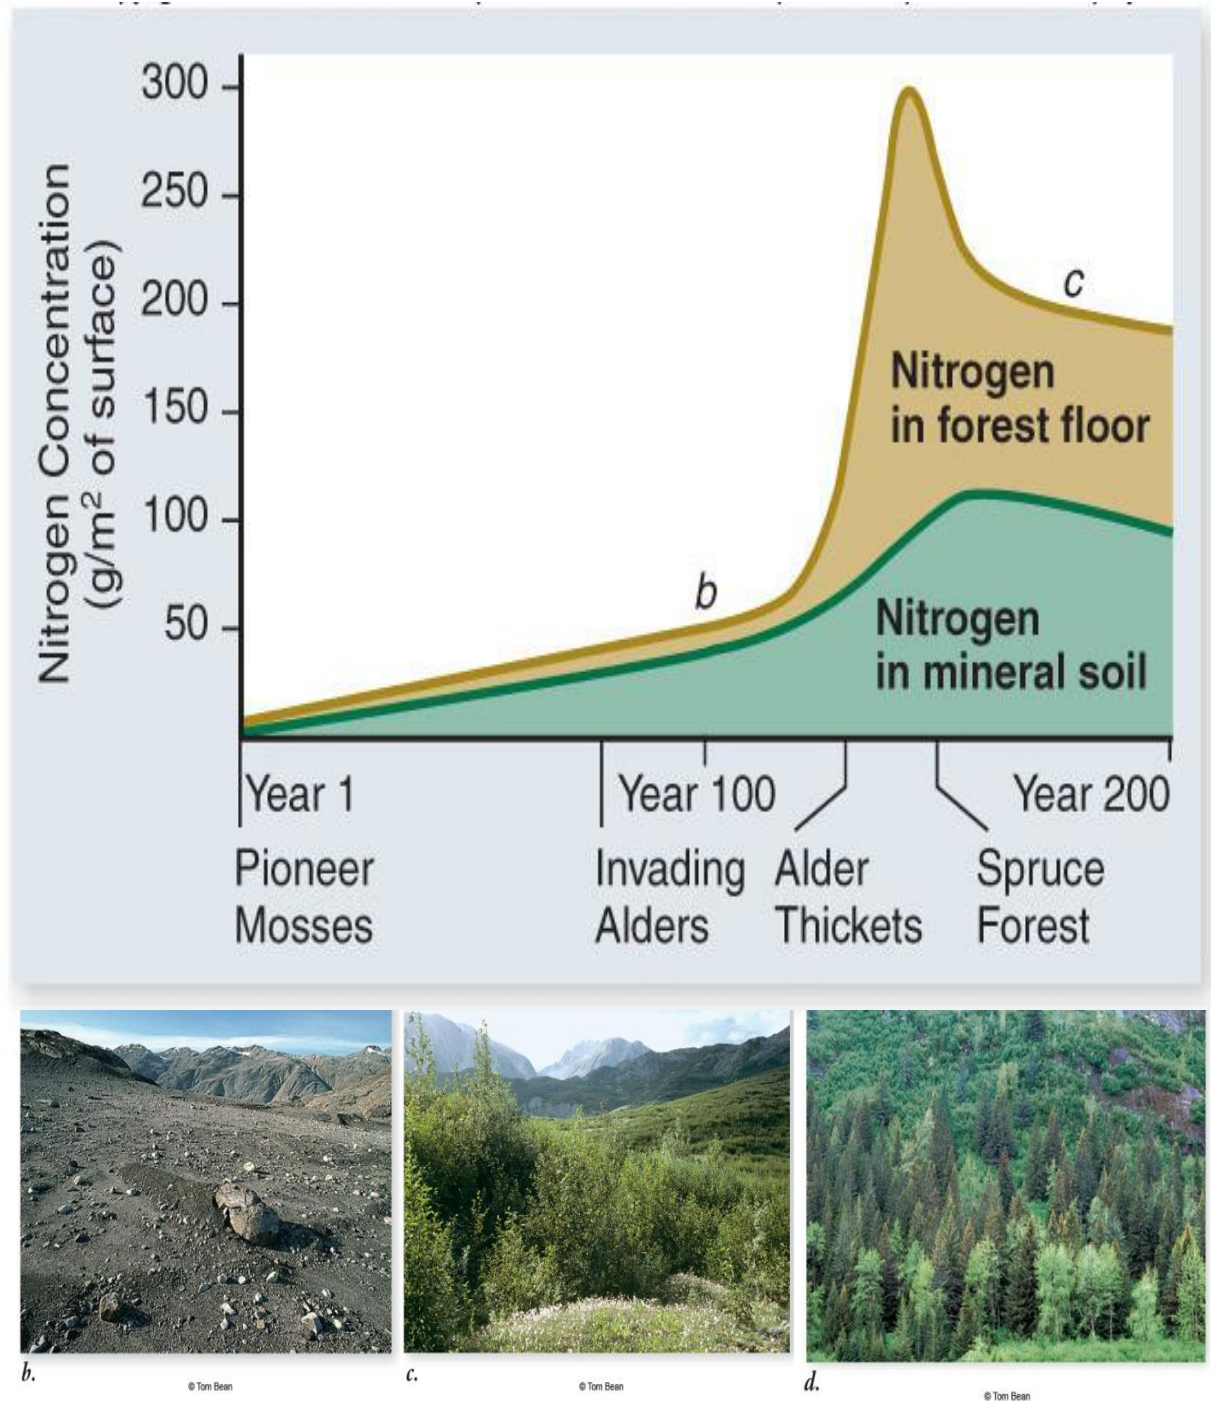 300
250
200
150
100
50
Nitrogen Concentration
(g/m² of surface)
c
b
Nitrogen
in forest floor
Nitrogen
in mineral soil
Year 1
Year 100
Year 200
Pioneer
Mosses
Invading
Alders
Alder
Thickets
Spruce
Forest
b.
© Tom Bean
c.
© Tom Bean
d.
© Tom Bean